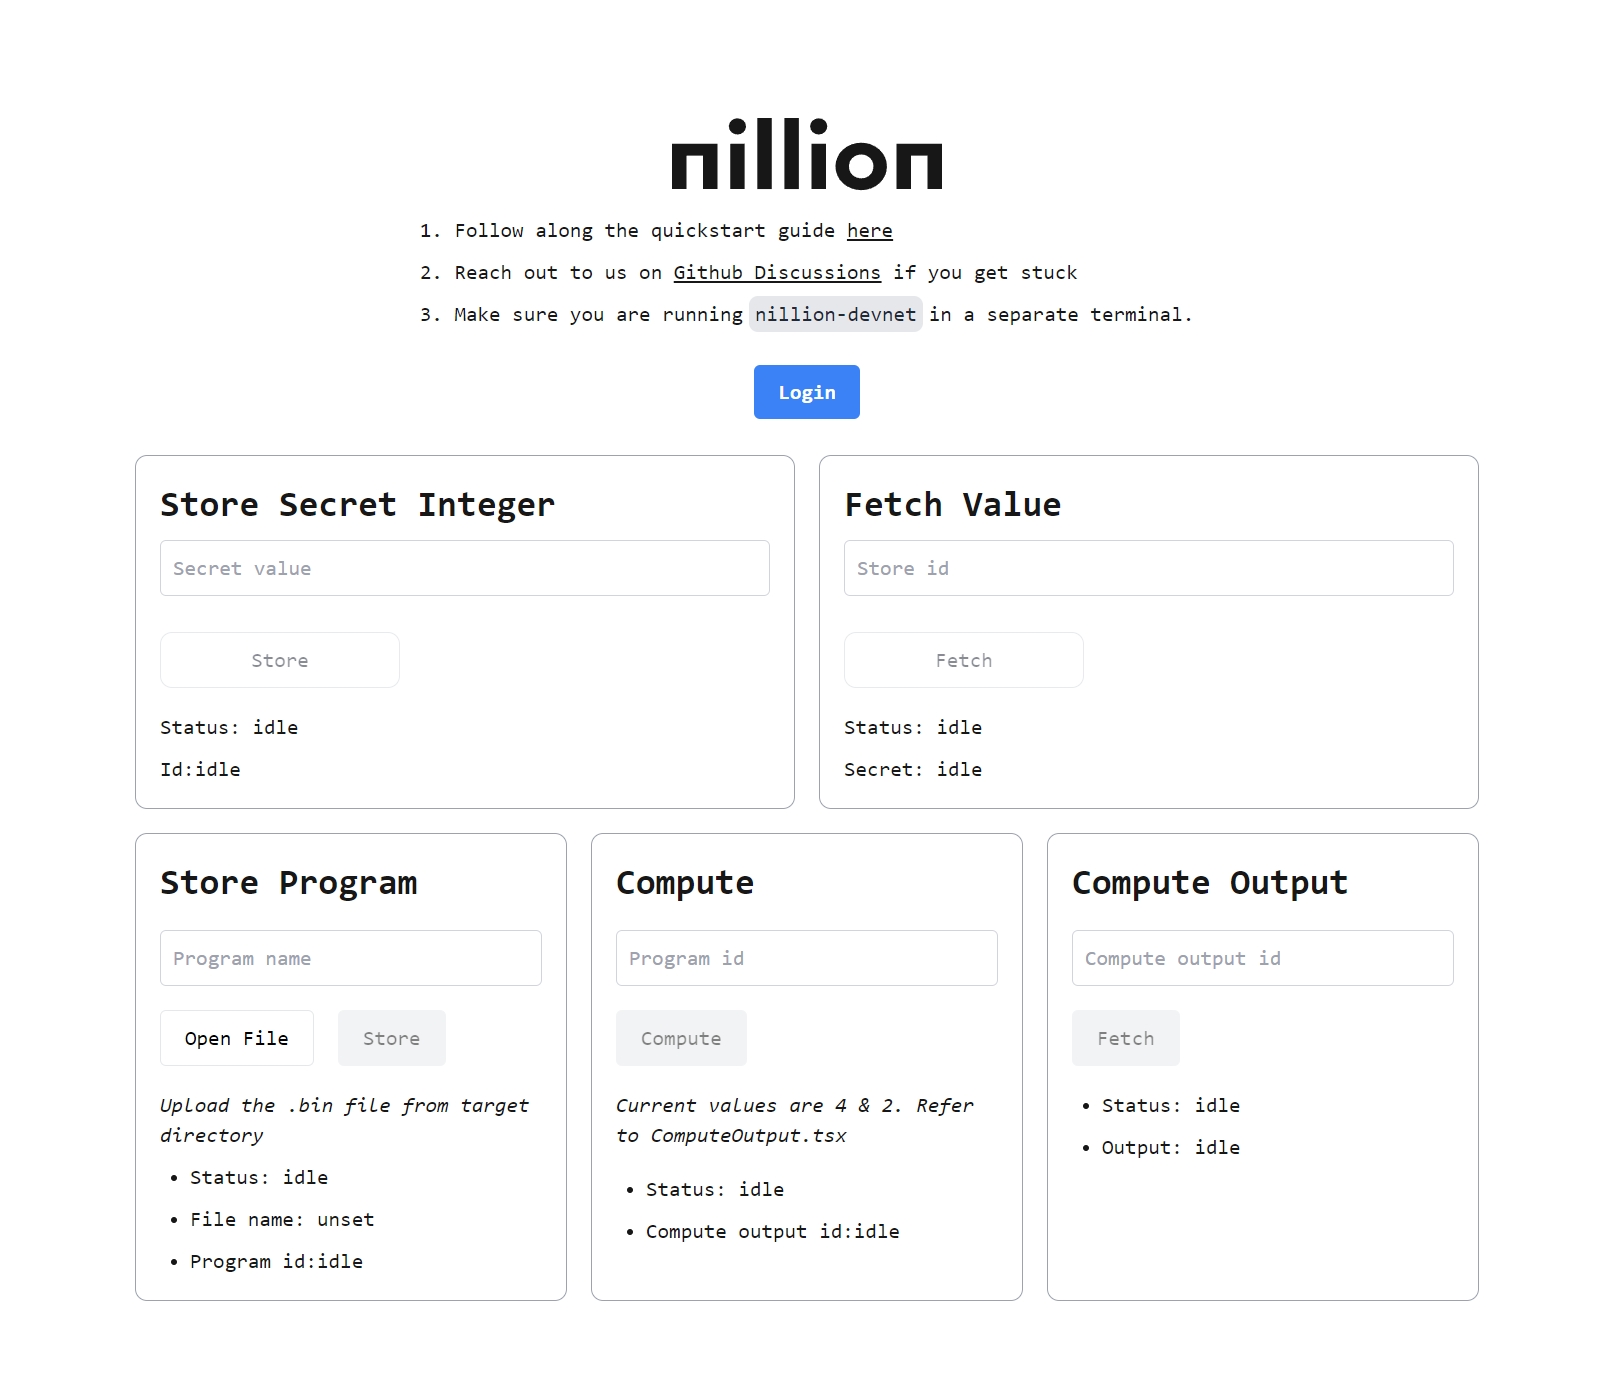 nillion
1. Follow along the quickstart guide here
2. Reach out to us on Github Discussions if you get stuck
3. Make sure you are running nillion-devnet in a separate terminal.
Login
Store Secret Integer
Secret value
Store
Status: idle
Id:idle
Fetch Value
Store id
Fetch
Status: idle
Secret: idle
Store Program
Program name
Open File
Store
Upload the .bin file from target
directory
• Status: idle
• File name: unset
• Program id:idle
Compute
Program id
Compute
Current values are 4 & 2. Refer
to ComputeOutput.tsx
• Status: idle
• Compute output id:idle
Compute Output
Compute output id
Fetch
• Status: idle
• Output: idle